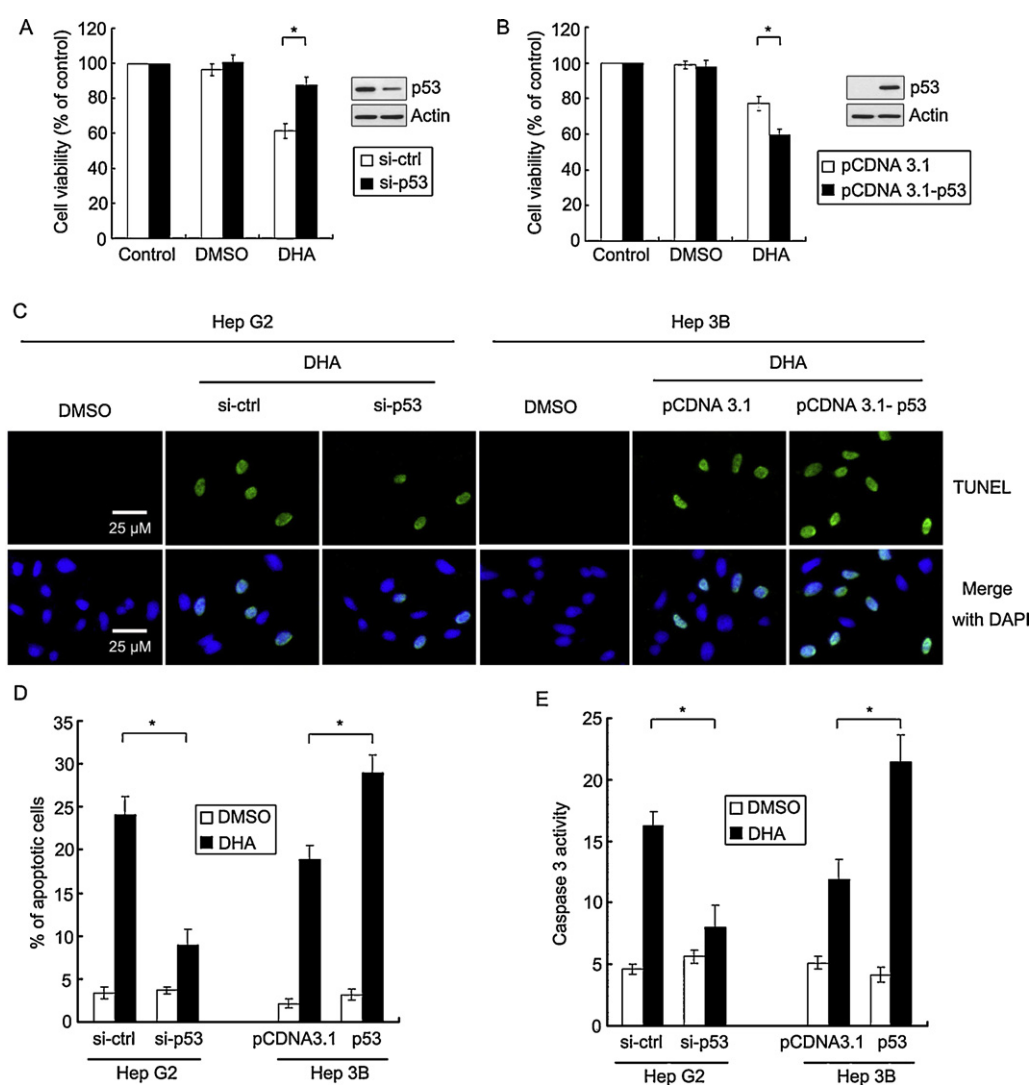 A
Cell viability (% of control)
120
100
80
60
40
20
0
*
Control DMSO DHA
p53
Actin
si-ctrl
si-p53
B
Cell viability (% of control)
120
100
80
60
40
20
0
*
Control DMSO DHA
p53
Actin
pCDNA 3.1
pCDNA 3.1-p53
C
Hep G2 Hep 3B
DHA DHA
DMSO si-ctrl si-p53 DMSO pCDNA 3.1 pCDNA 3.1- p53
TUNEL
25 µM
Merge
with DAPI
25 µM
D
% of apoptotic cells
35
30
25
20
15
10
5
0
* *
DMSO
DHA
si-ctrl si-p53 pCDNA3.1 p53
Hep G2 Hep 3B
E
Caspase 3 activity
25
20
15
10
5
0
* *
DMSO
DHA
si-ctrl si-p53 pCDNA3.1 p53
Hep G2 Hep 3B